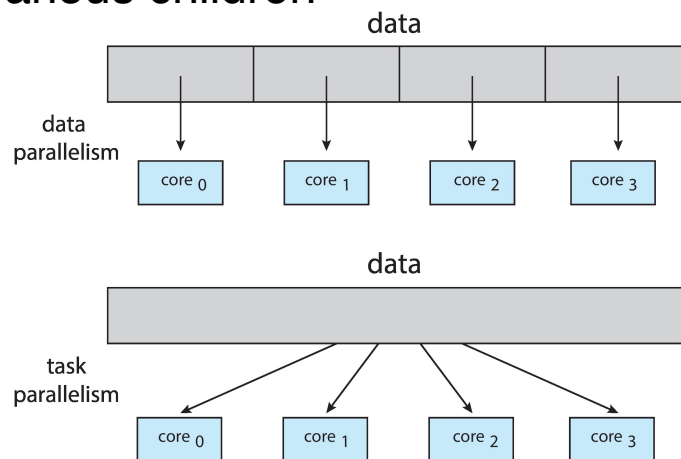 data
data
parallelism
core 0
core 1
core 2
core 3
data
task
parallelism
core 0
core 1
core 2
core 3